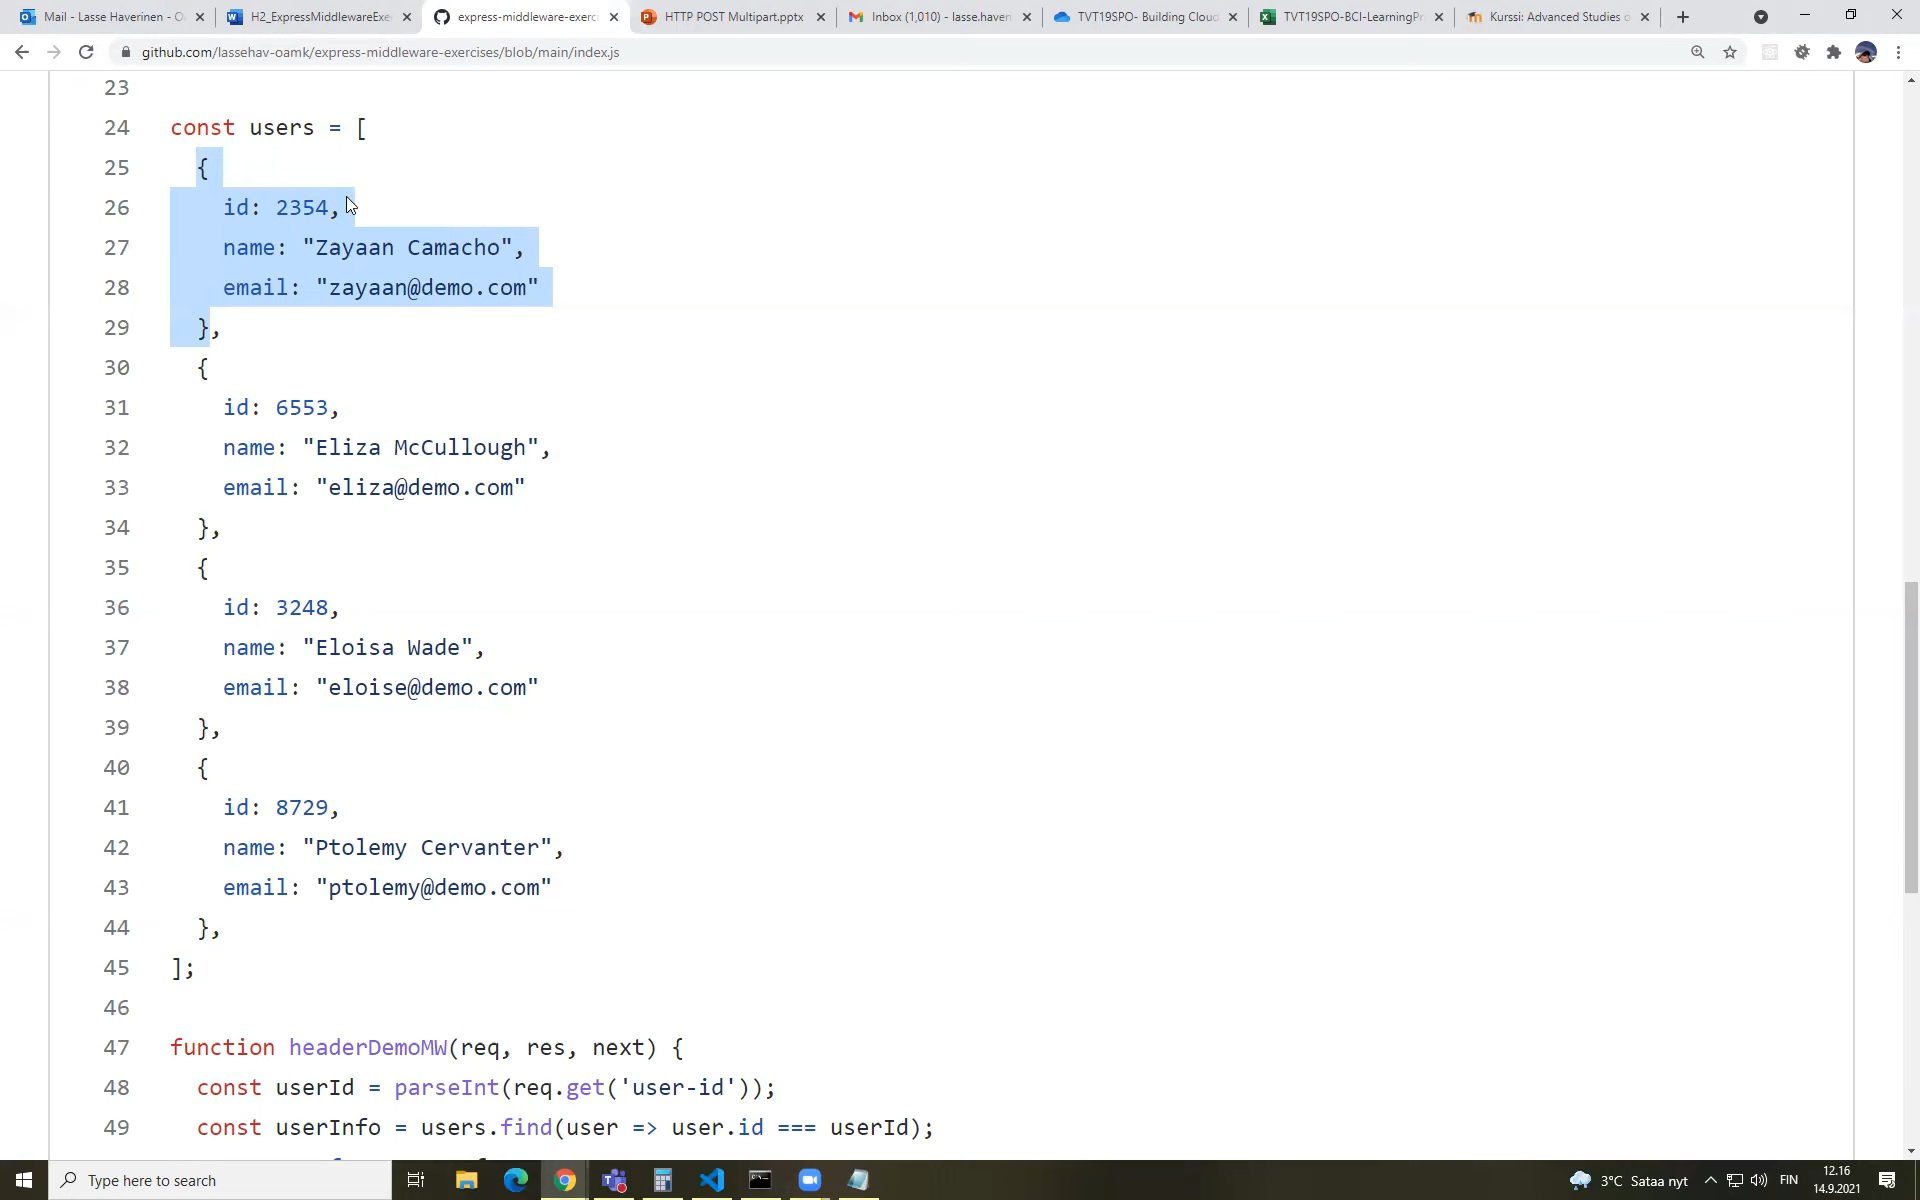 Mail - Lasse Haverinen - O
H2_ExpressMiddlewareExe
express-middleware-exerc
HTTP POST Multipart.pptx
Inbox (1,010) - lasse.haven
TVT19SPO- Building Cloud
TVT19SPO-BCI-LearningPr
Kurssi: Advanced Studies o
github.com/lassehav-oamk/express-middleware-exercises/blob/main/index.js
23
24 const users = [
25 {
26 id: 2354,
27 name: "Zayaan Camacho",
28 email: "zayaan@demo.com"
29 },
30 {
31 id: 6553,
32 name: "Eliza McCullough",
33 email: "eliza@demo.com"
34 },
35 {
36 id: 3248,
37 name: "Eloisa Wade",
38 email: "eloise@demo.com"
39 },
40 {
41 id: 8729,
42 name: "Ptolemy Cervanter",
43 email: "ptolemy@demo.com"
44 },
45 ];
46
47 function headerDemoMW(req, res, next) {
48 const userId = parseInt(req.get('user-id'));
49 const userInfo = users.find(user => user.id === userId);
Type here to search
3°C Sataa nyt
FIN
12.16
14.9.2021